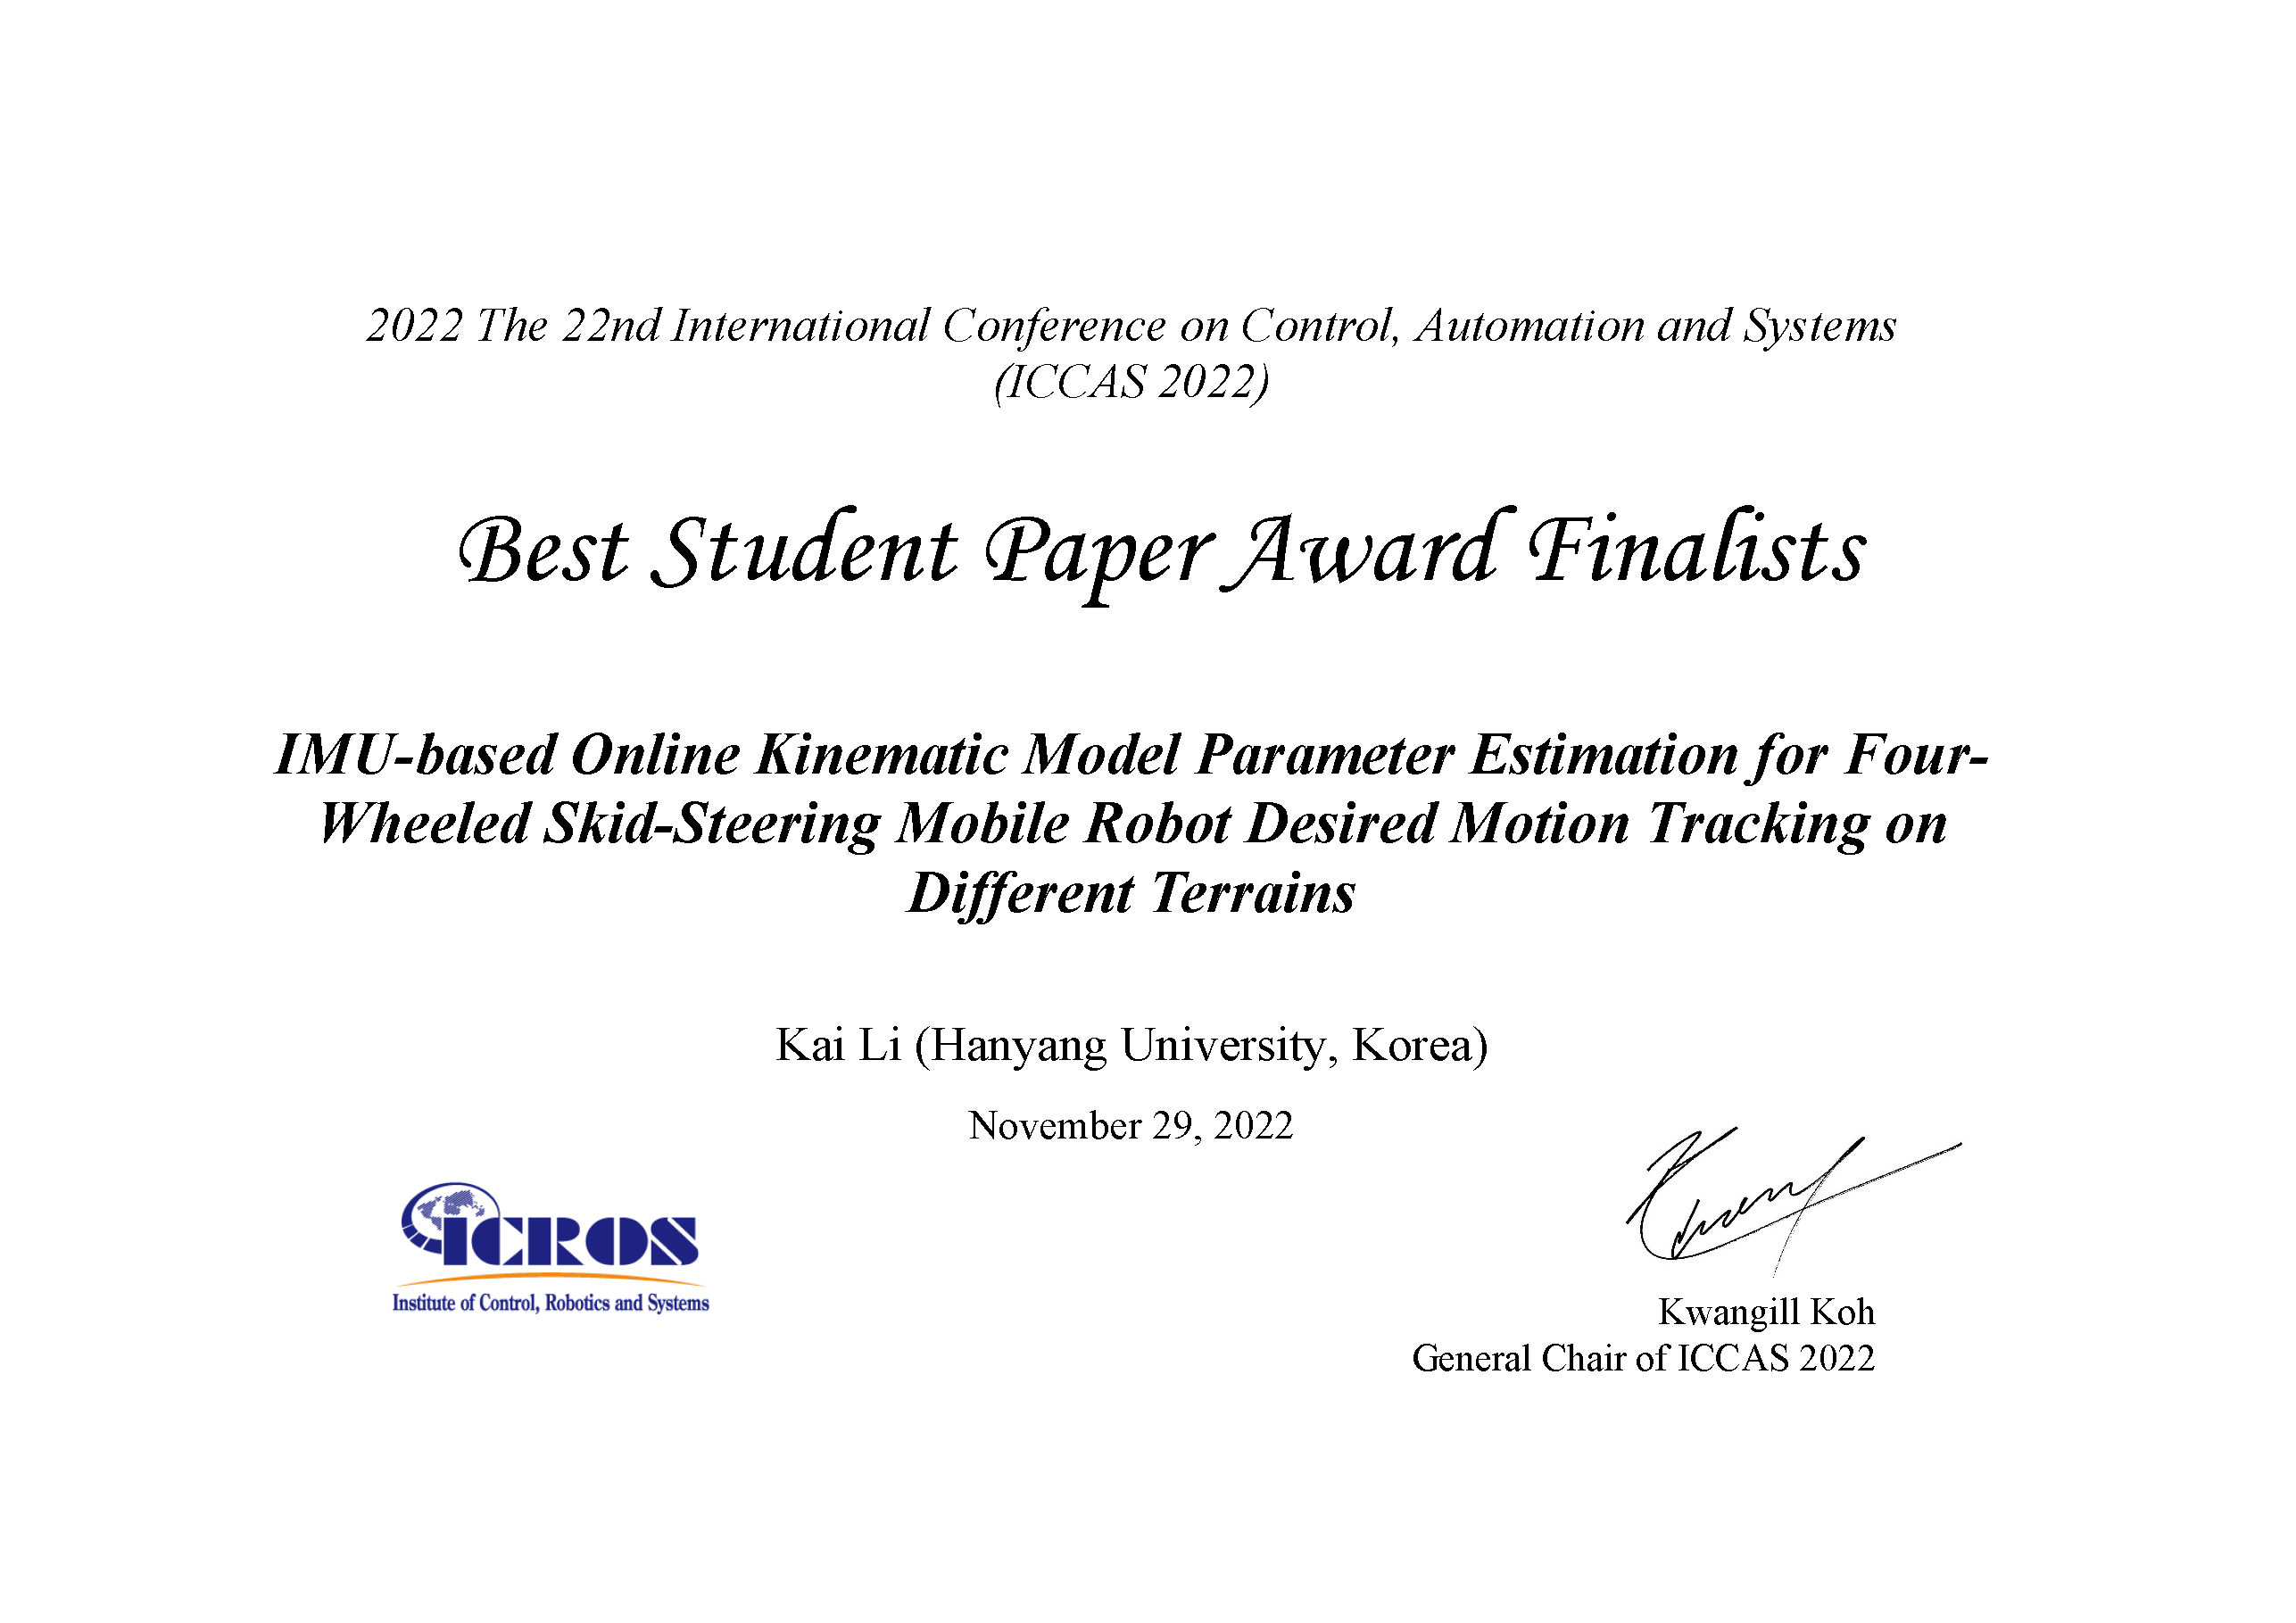 2022 The 22nd International Conference on Control, Automation and Systems
(ICCAS 2022)
Best Student Paper Award Finalists
IMU-based Online Kinematic Model Parameter Estimation for Four-
Wheeled Skid-Steering Mobile Robot Desired Motion Tracking on
Different Terrains
Kai Li (Hanyang University, Korea)
November 29, 2022
ICROS
Institute of Control, Robotics and Systems
Kwangill Koh
General Chair of ICCAS 2022